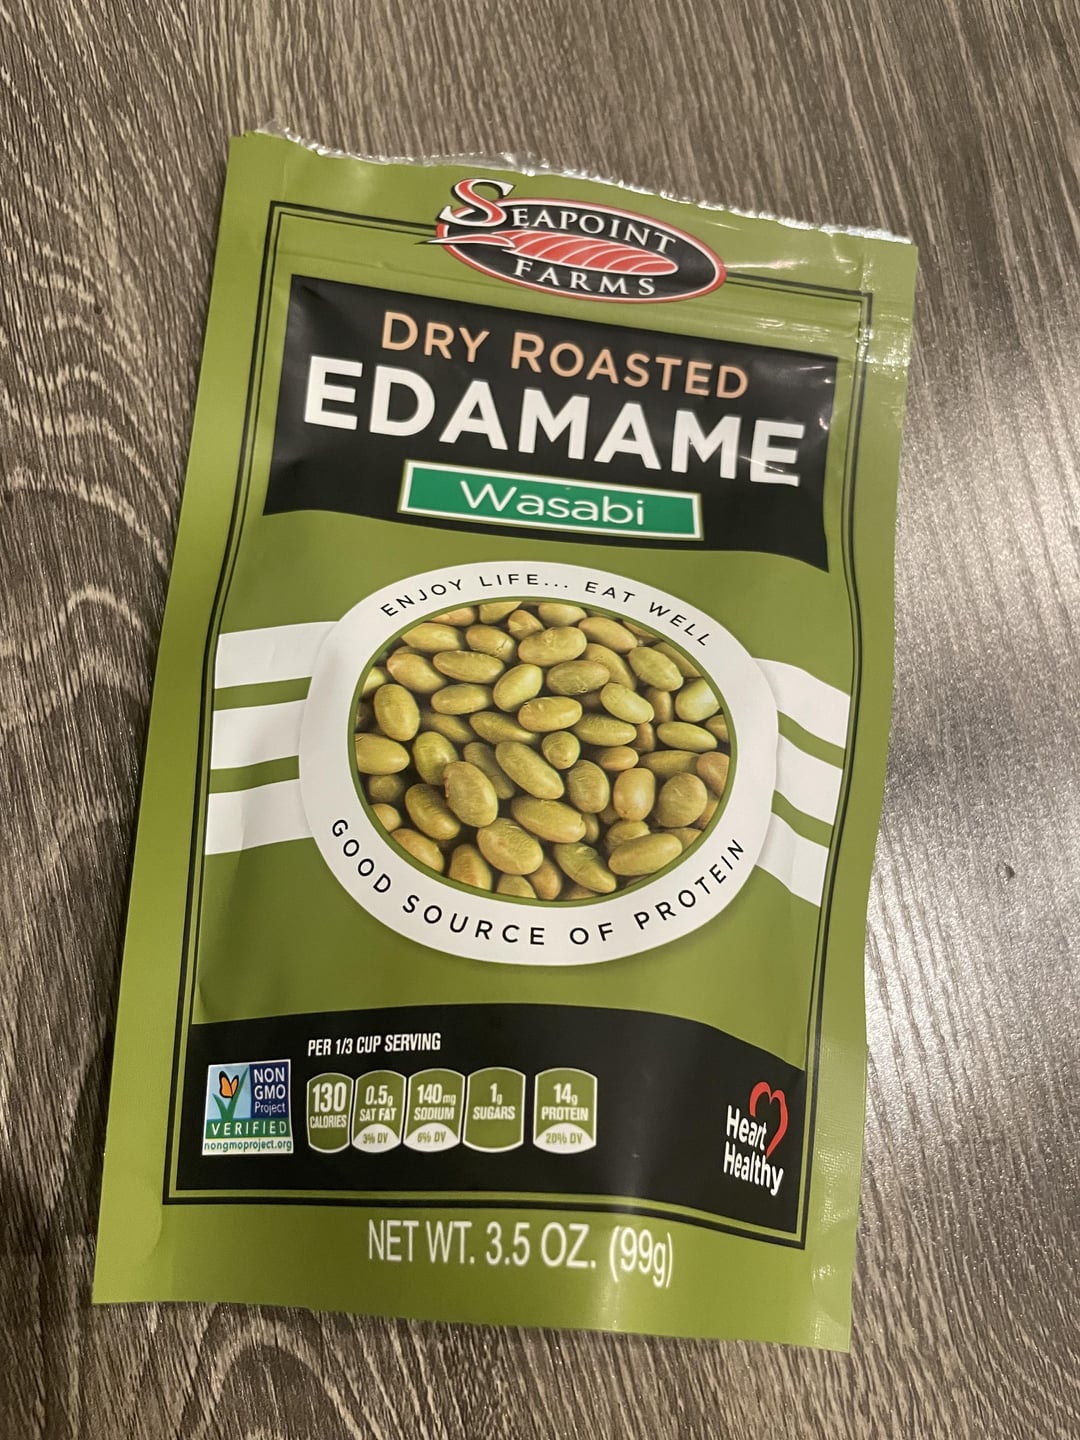 SEAPOINT
FARMS
DRY ROASTED
EDAMAME
Wasabi
ENJOY LIFE... EAT WELL
GOOD SOURCE OF PROTEIN
PER 1/3 CUP SERVING
NON
GMO
Project
VERIFIED
nongmoproject.org
130
CALORIES
0.5g
SAT FAT
3% DV
140mg
SODIUM
6% DV
1g
SUGARS
14g
PROTEIN
20% DV
Heart
Healthy
NET WT. 3.5 OZ. (99g)